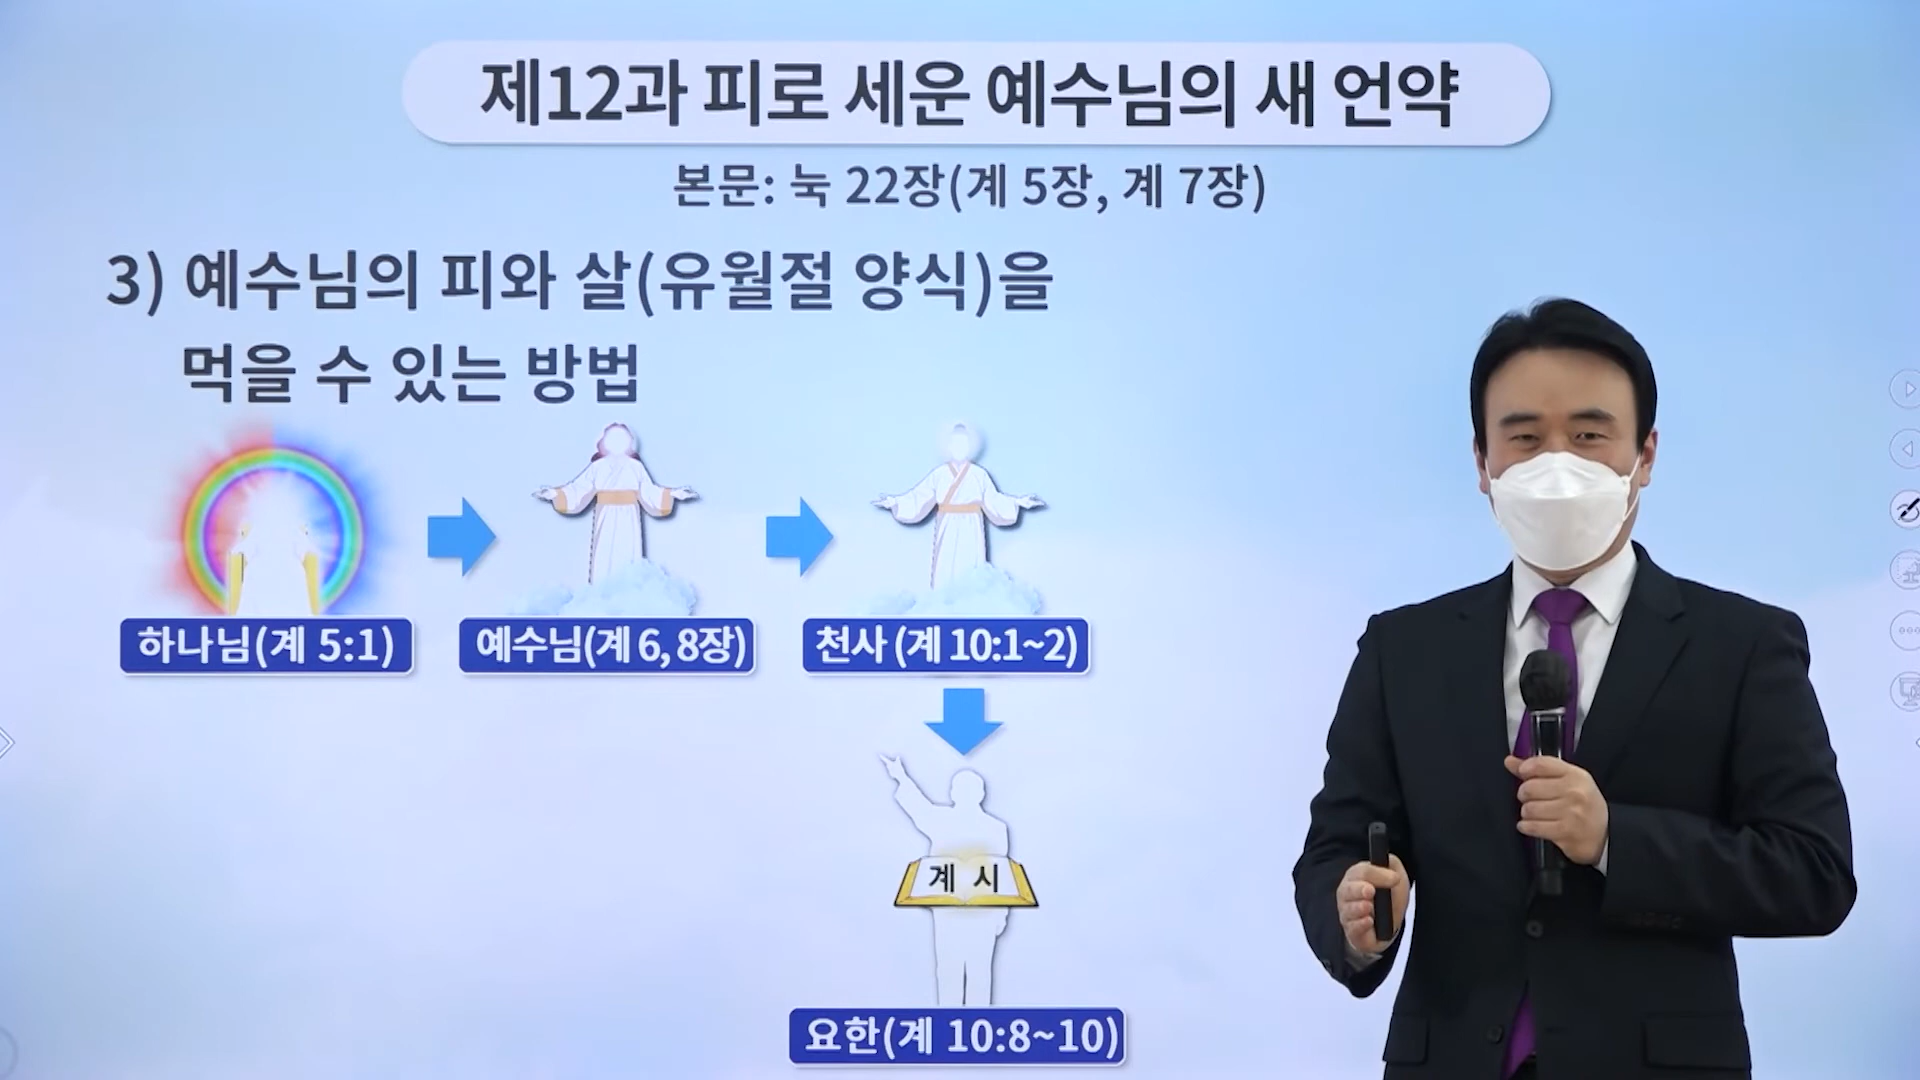 제12과 피로 세운 예수님의 새 언약
본문: 눅 22장(계 5장, 계 7장)
3) 예수님의 피와 살(유월절 양식)을
먹을 수 있는 방법
하나님(계 5:1)
예수님(계 6, 8장)
천사 (계 10:1~2)
계 시
요한(계 10:8~10)